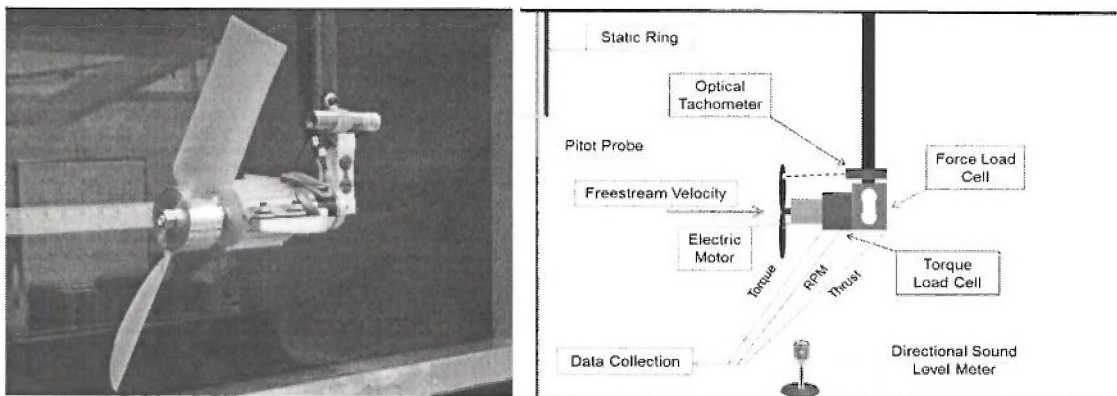 Static Ring
Optical
Tachometer
Pitot Probe
Force Load
Cell
Freestream Velocity
Electric
Motor
Torque
RPM
Thrust
Torque
Load Cell
Data Collection
Directional Sound
Level Meter